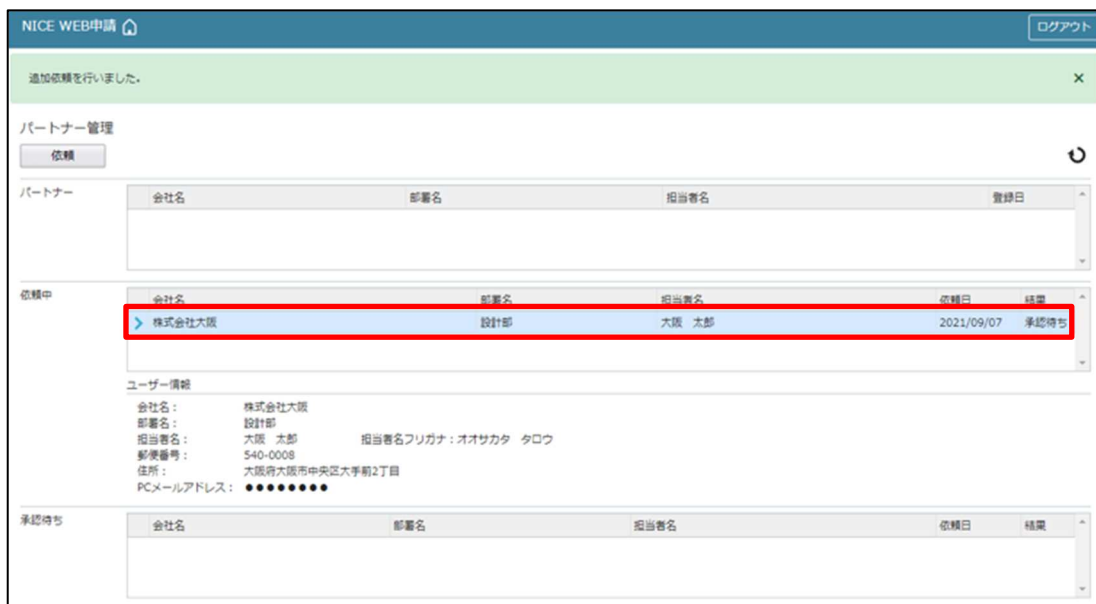 NICE WEB申請 ログアウト
追加依頼を行いました。 ×
パートナー管理
依頼
パートナー 会社名 部署名 担当者名 登録日
依頼中 会社名 部署名 担当者名 依頼日 結果
株式会社大阪 設計部 大阪 太郎 2021/09/07 承認待ち
ユーザー情報
会社名： 株式会社大阪
部署名： 設計部
担当者名： 大阪 太郎 担当者名フリガナ：オオサカタ タロウ
郵便番号： 540-0008
住所： 大阪府大阪市中央区大手前2丁目
PCメールアドレス： ●●●●●●●●
承認待ち 会社名 部署名 担当者名 依頼日 結果